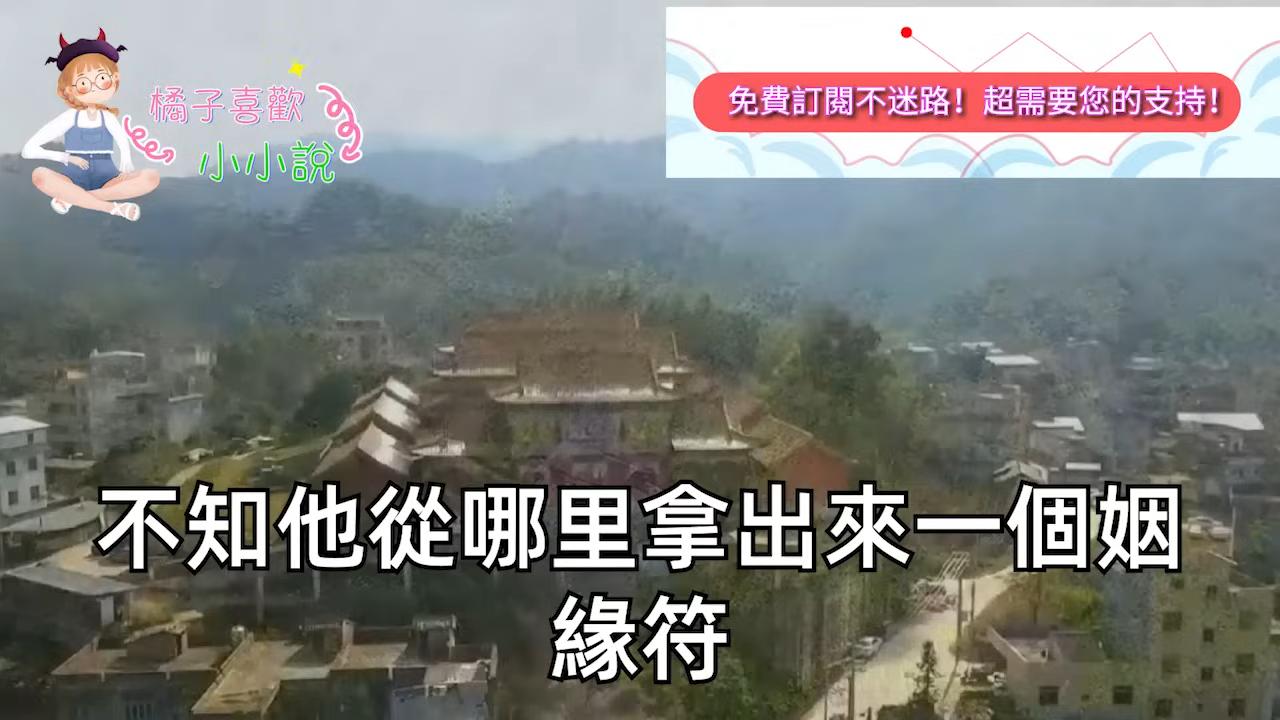 橘子喜歡
小小説
免費訂閱不迷路！超需要您的支持！
不知他從哪里拿出來一個姻
緣符